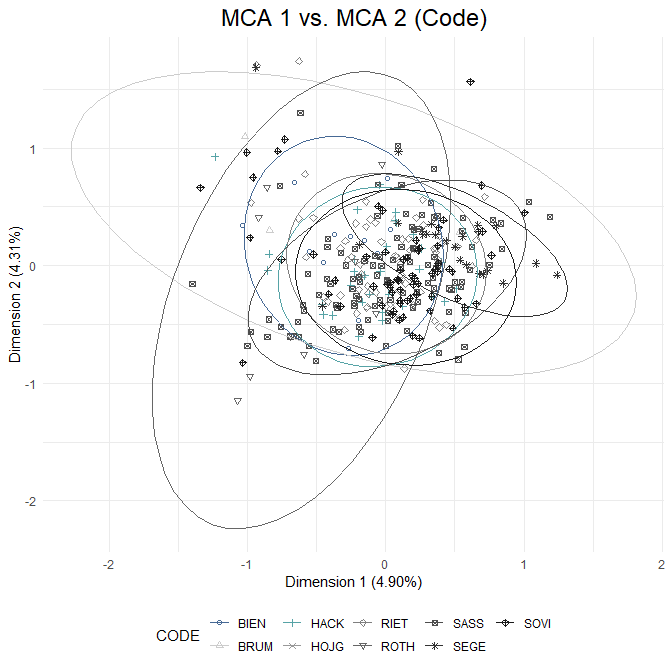 MCA 1 vs. MCA 2 (Code)
Dimension 2 (4.31%)
1
0
-1
-2
-2
-1
0
1
2
Dimension 1 (4.90%)
CODE
BIEN
HACK
RIET
SASS
SOVI
BRUM
HOJG
ROTH
SEGE